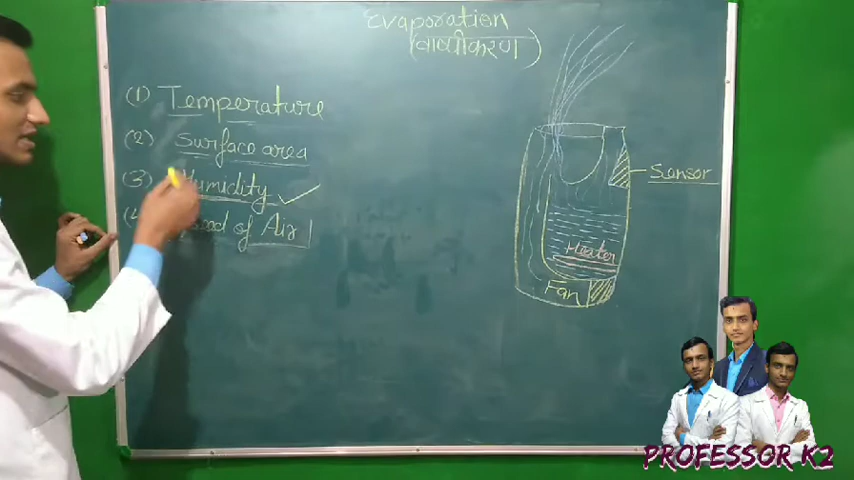 Evaporation
(वाष्पीकरण)
(1) Temperature
(2) Surface area
(3) Humidity
of Air
Sensor
Heater
Fan
PROFESSOR K2